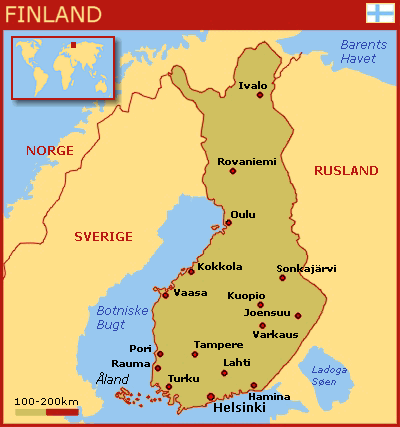 FINLAND
Barents
Havet
Ivalo
NORGE
Rovaniemi
RUSLAND
Oulu
SVERIGE
Kokkola
Sonkajärvi
Vaasa
Kuopio
Botniske
Bugt
Joensuu
Varkaus
Pori
Tampere
Rauma
Lahti
Ladoga
Søen
Åland
Turku
Hamina
100-200km
Helsinki